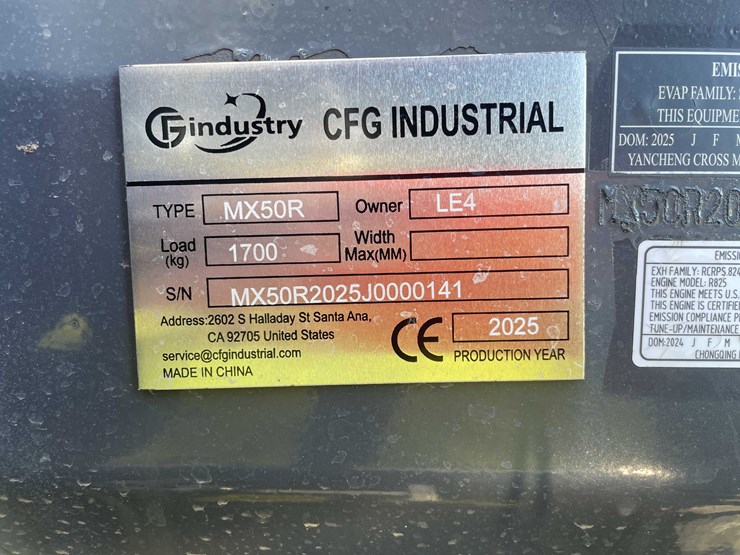 CFindustry CFG INDUSTRIAL
TYPE MX50R Owner LE4
Load (kg) 1700 Width Max(MM)
S/N MX50R2025J0000141
Address:2602 S Halladay St Santa Ana,
CA 92705 United States
service@cfgindustrial.com
MADE IN CHINA
CE 2025
PRODUCTION YEAR
EVAP FAMILY:
THIS EQUIPME
DOM: 2025 J F M
YANCHENG CROSS M
MX50R20
EMISSI
EXH FAMILY: RCRPS.824
ENGINE MODEL: R825
THIS ENGINE MEETS U.S.
THIS ENGINE IS CERTIFIE
EMISSION COMPLIANCE P
TUNE-UP/MAINTENANCE
DOM:2024 J F M
CHONGQING